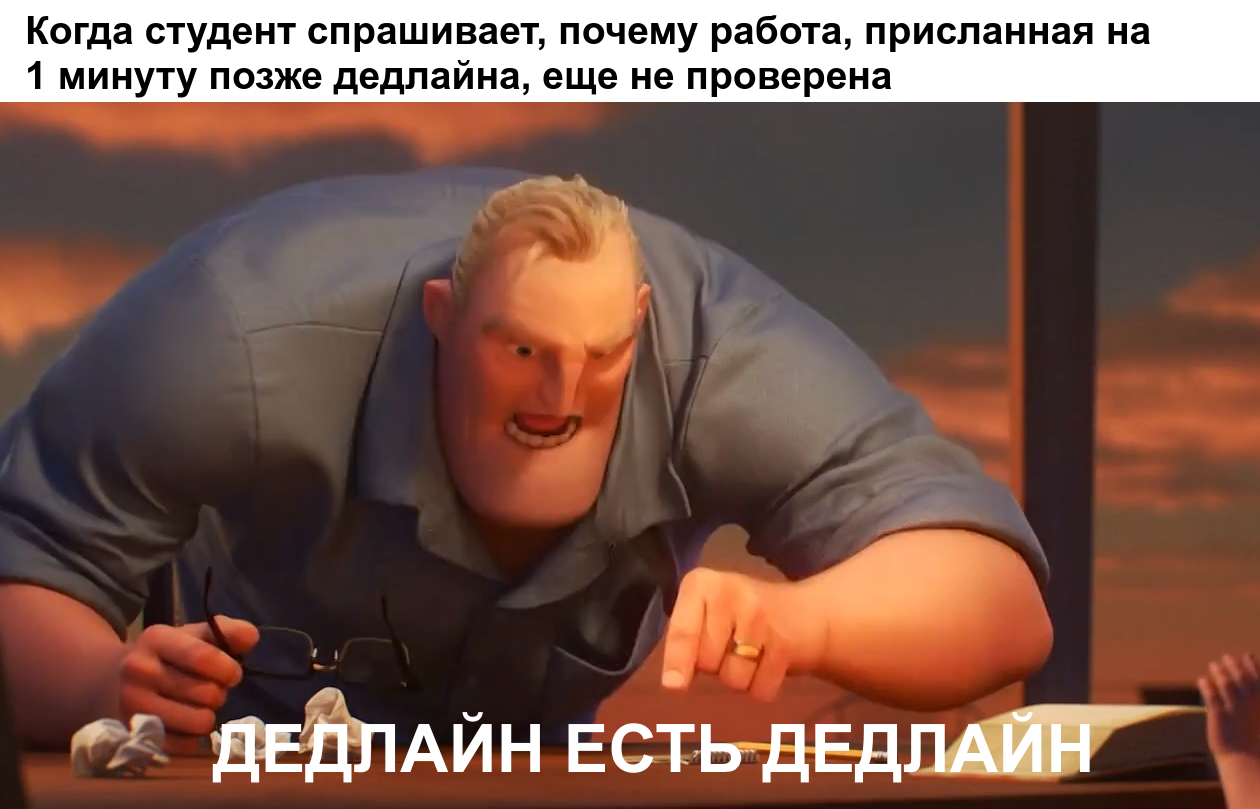 Когда студент спрашивает, почему работа, присланная на
1 минуту позже дедлайна, еще не проверена
ДЕДЛАЙН ЕСТЬ ДЕДЛАЙН